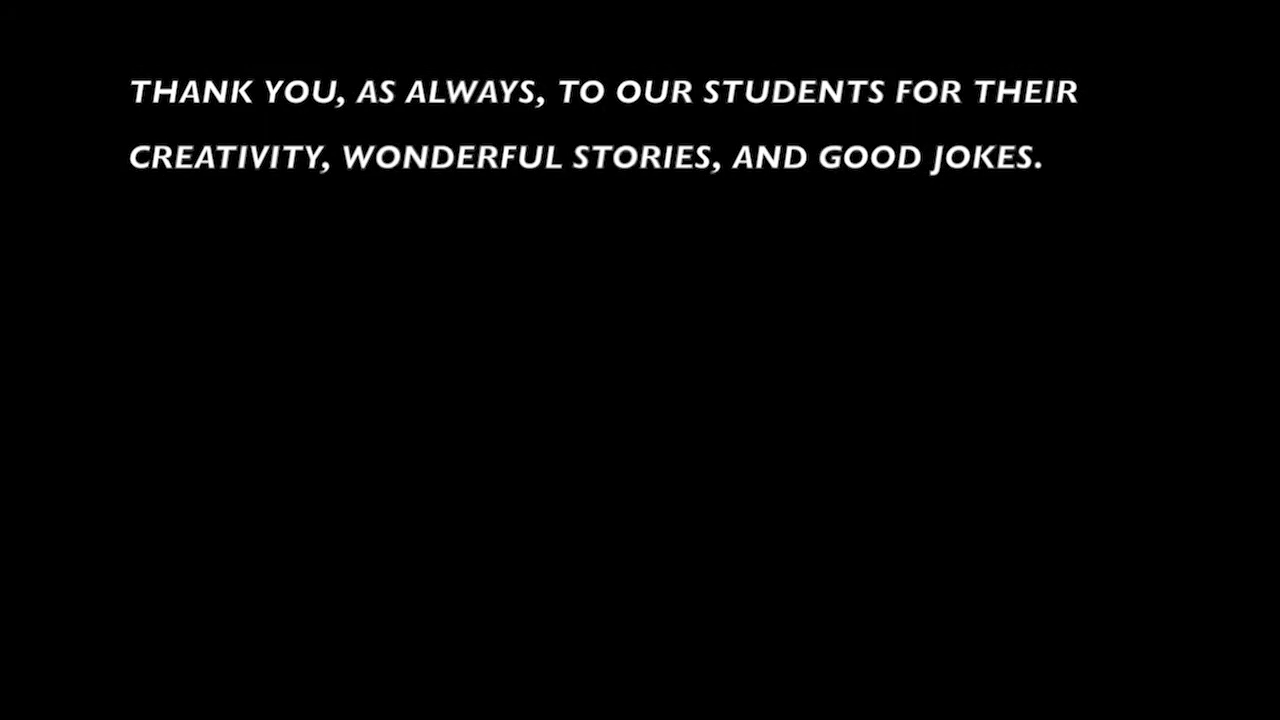 THANK YOU, AS ALWAYS, TO OUR STUDENTS FOR THEIR
CREATIVITY, WONDERFUL STORIES, AND GOOD JOKES.